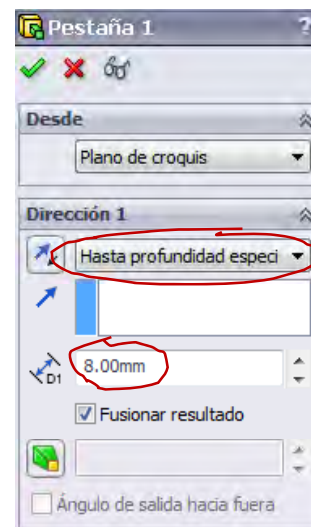 Pestaña 1 ?
Desde
Plano de croquis
Dirección 1
Hasta profundidad especi
D1 8.00mm
Fusionar resultado
Ángulo de salida hacia fuera